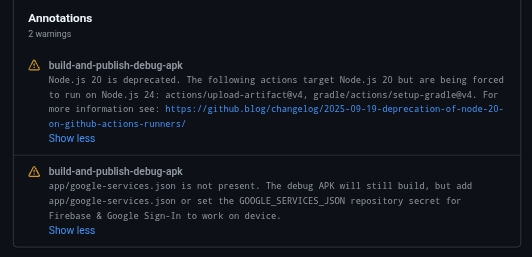 Annotations
2 warnings
build-and-publish-debug-apk
Node.js 20 is deprecated. The following actions target Node.js 20 but are being forced
to run on Node.js 24: actions/upload-artifact@v4, gradle/actions/setup-gradle@v4. For
more information see: https://github.blog/changelog/2025-09-19-deprecation-of-node-20-
on-github-actions-runners/
Show less
build-and-publish-debug-apk
app/google-services.json is not present. The debug APK will still build, but add
app/google-services.json or set the GOOGLE_SERVICES_JSON repository secret for
Firebase & Google Sign-In to work on device.
Show less